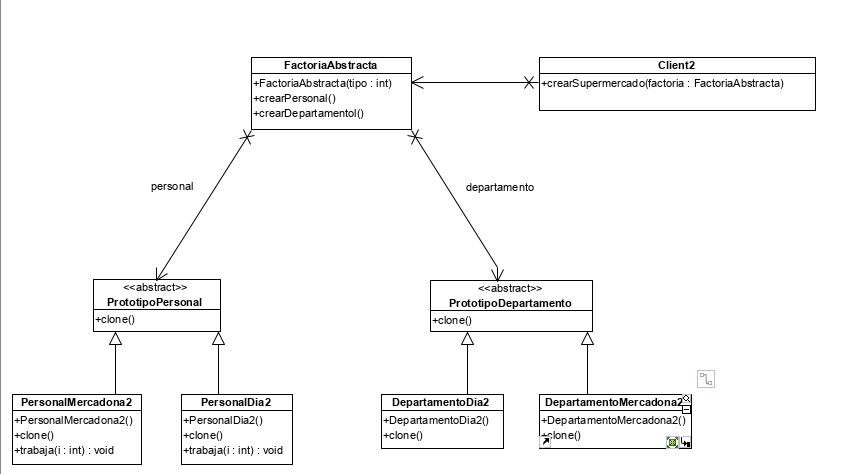 FactoriaAbstracta
+FactoriaAbstracta(tipo : int)
+crearPersonal()
+crearDepartamentol()
Client2
+crearSupermercado(factoria : FactoriaAbstracta)
personal
departamento
<<abstract>>
PrototipoPersonal
+clone()
<<abstract>>
PrototipoDepartamento
+clone()
PersonalMercadona2
+PersonalMercadona2()
+clone()
+trabaja(i : int) : void
PersonalDia2
+PersonalDia2()
+clone()
+trabaja(i : int) : void
DepartamentoDia2
+DepartamentoDia2()
+clone()
DepartamentoMercadona2
+DepartamentoMercadona2()
+clone()